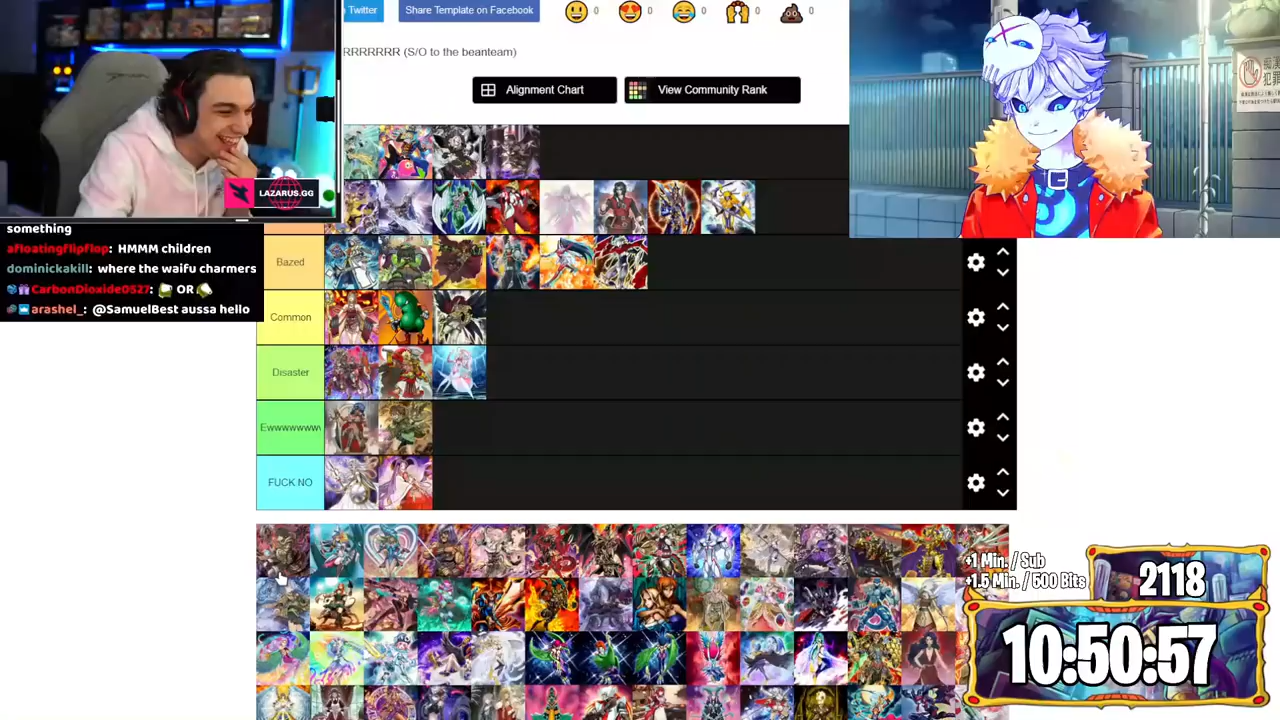 Twitter
Share Template on Facebook
0
0
0
0
0
RRRRRRR (S/O to the beanteam)
Alignment Chart
View Community Rank
LAZARUS.GG
something
afloatingflipflop: HMMM children
dominickakill: where the waifu charmers
CarbonDioxide0527: OR
arashel_: @SamuelBest aussa hello
Bazed
Common
Disaster
Ewwwwwwww
FUCK NO
+1 Min. / Sub
+1.5 Min. / 500 Bits
2118
10:50:57